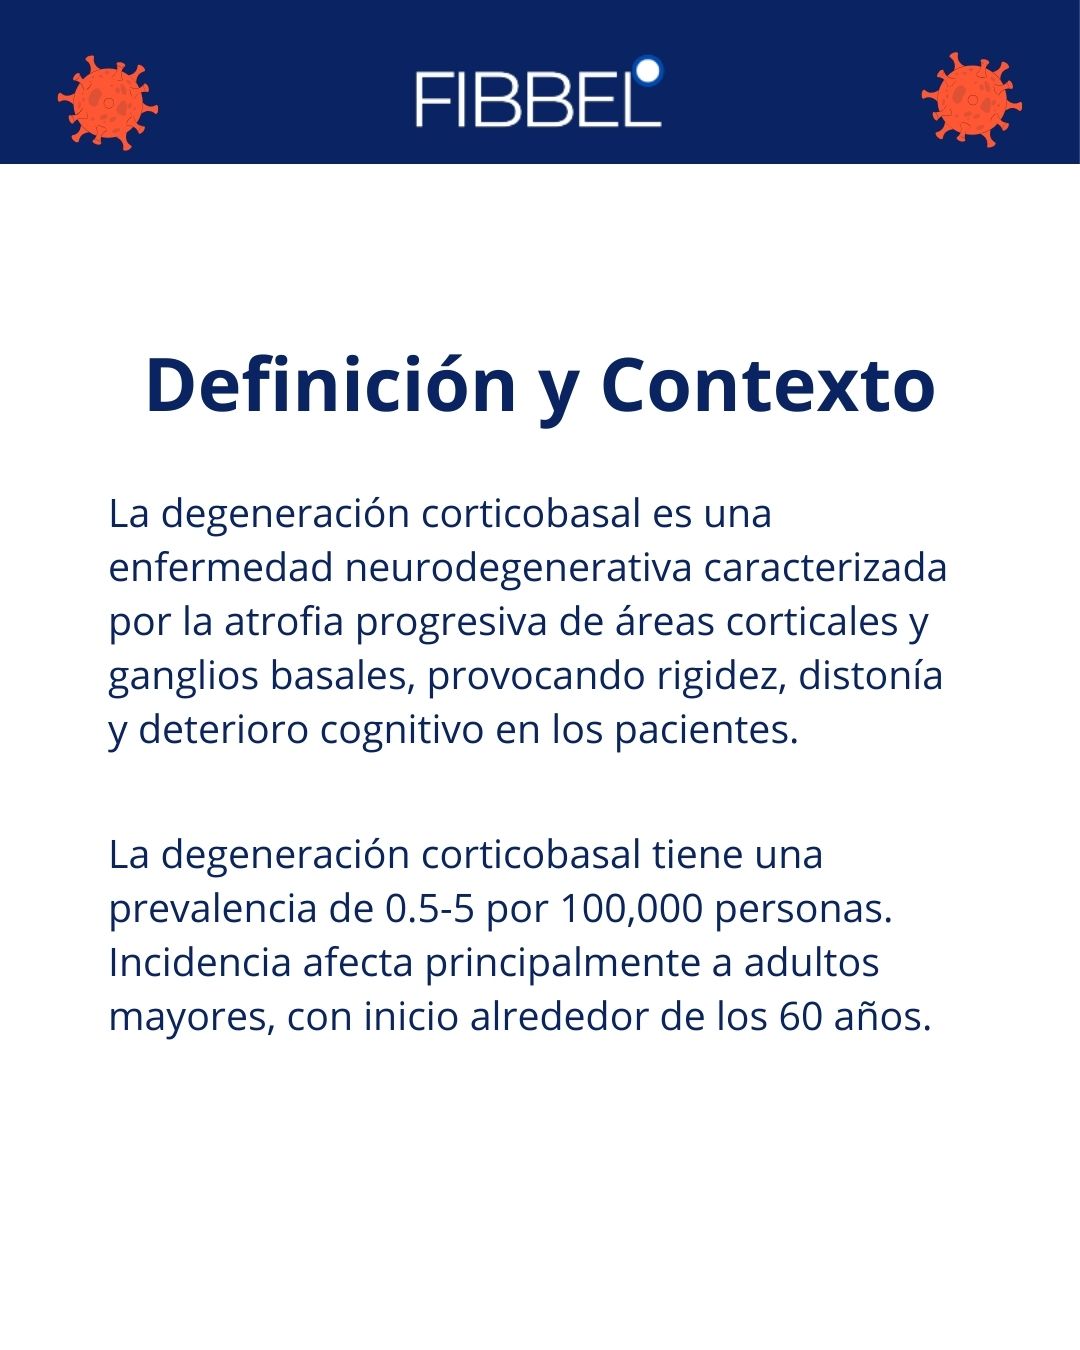 FIBBEL
Definición y Contexto
La degeneración corticobasal es una
enfermedad neurodegenerativa caracterizada
por la atrofia progresiva de áreas corticales y
ganglios basales, provocando rigidez, distonía
y deterioro cognitivo en los pacientes.
La degeneración corticobasal tiene una
prevalencia de 0.5-5 por 100,000 personas.
Incidencia afecta principalmente a adultos
mayores, con inicio alrededor de los 60 años.